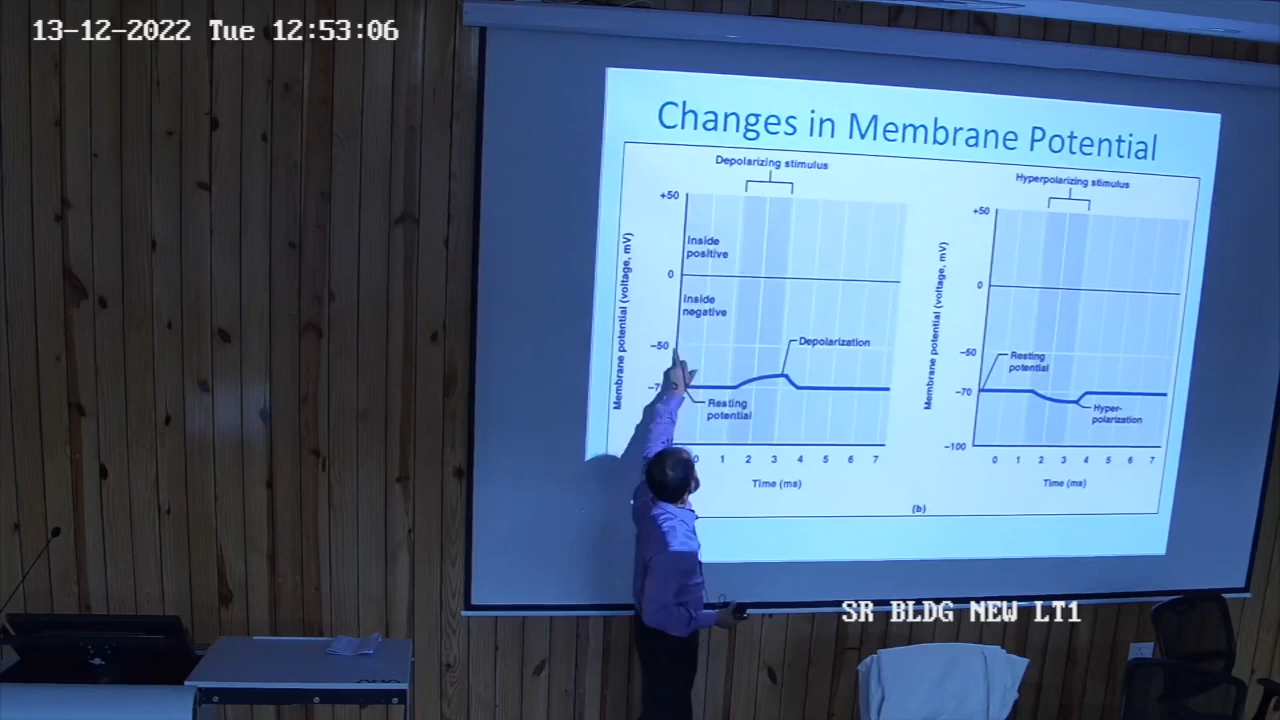 13-12-2022 Tue 12:53:06
Changes in Membrane Potential
Depolarizing stimulus
+50
Inside
positive
0
Inside
negative
-50
Depolarization
Resting
potential
0 1 2 3 4 5 6 7
Time (ms)
Membrane potential (voltage, mV)
Hyperpolarizing stimulus
+50
0
-50
Resting
potential
-70
Hyper-
polarization
-100
0 1 2 3 4 5 6 7
Time (ms)
Membrane potential (voltage, mV)
(b)
SR BLDG NEW LT1